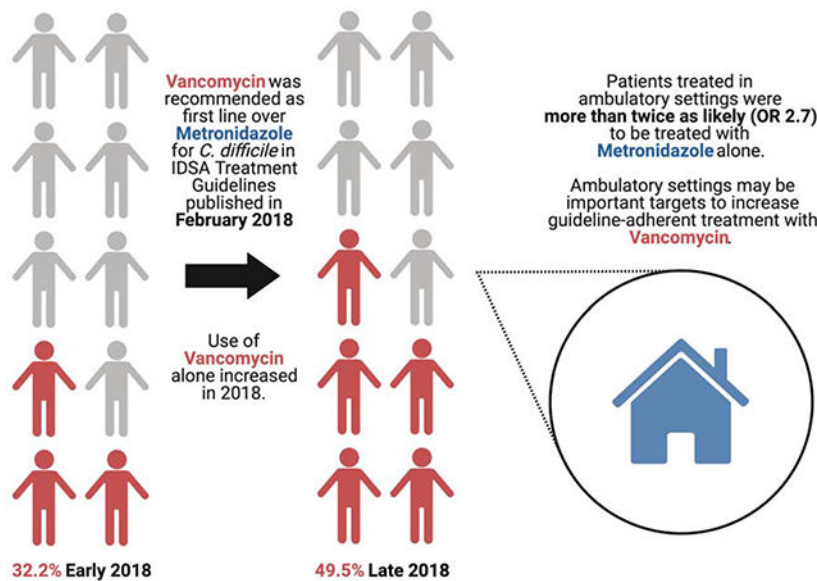 Vancomycin was
recommended as
first line over
Metronidazole
for C. difficile in
IDSA Treatment
Guidelines
published in
February 2018
Use of
Vancomycin
alone increased
in 2018.
Patients treated in
ambulatory settings were
more than twice as likely (OR 2.7)
to be treated with
Metronidazole alone.
Ambulatory settings may be
important targets to increase
guideline-adherent treatment with
Vancomycin.
32.2% Early 2018
49.5% Late 2018